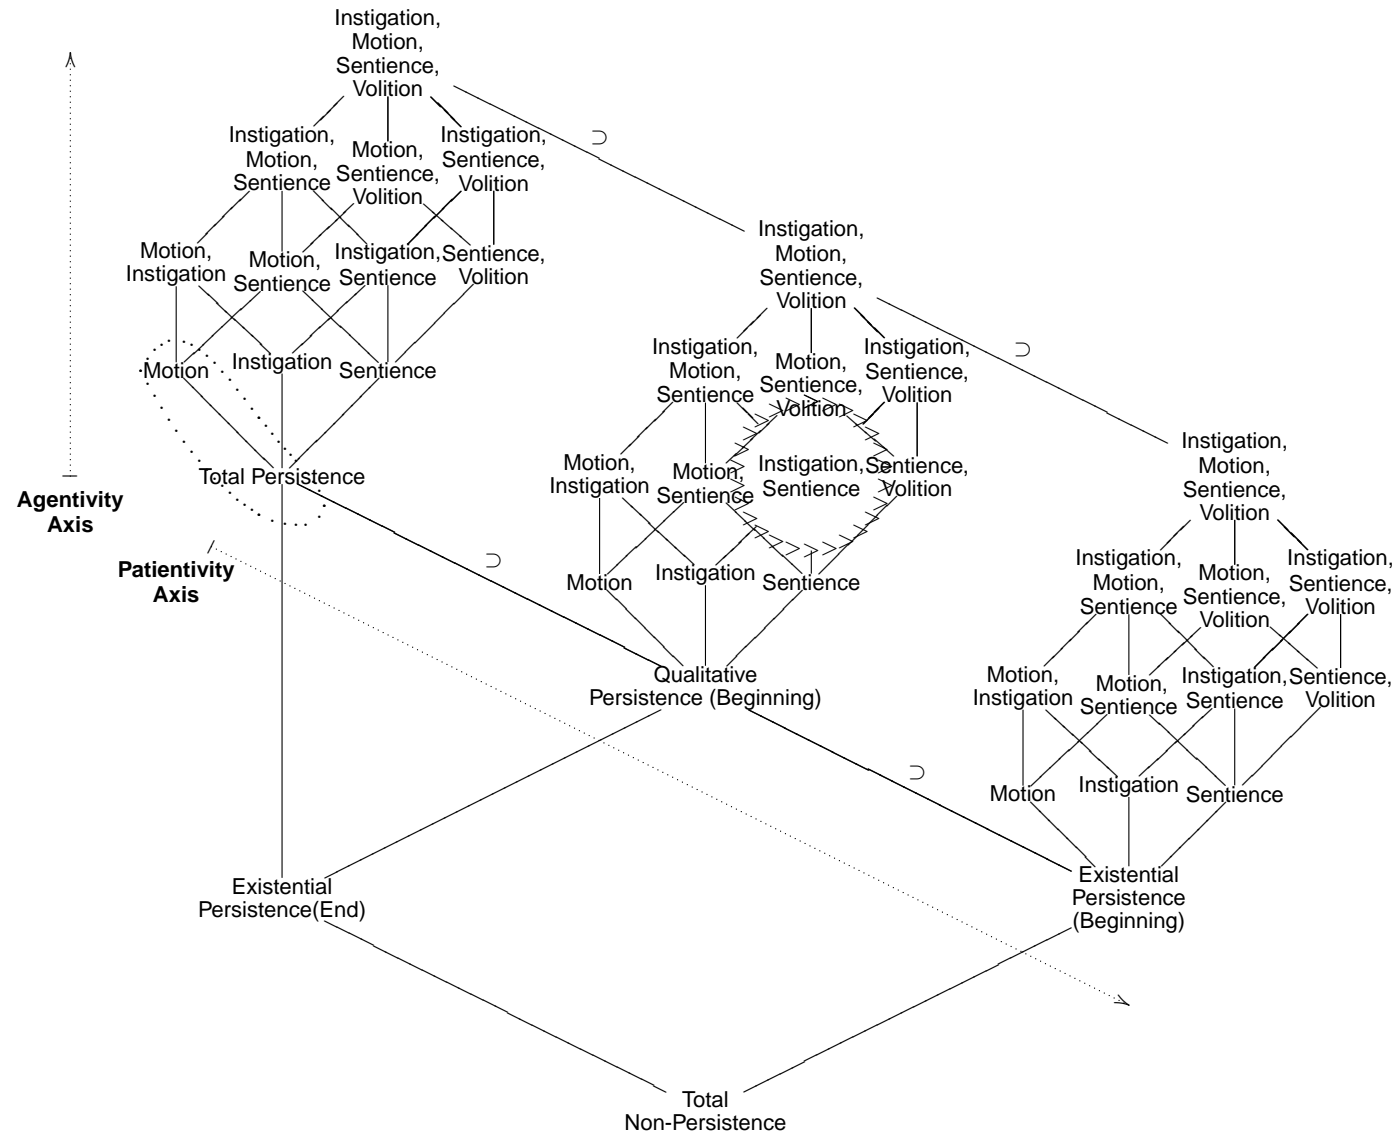 Instigation,
Motion,
Sentience,
Volition
Instigation,
Motion,
Sentience
Motion,
Sentience,
Volition
Instigation,
Sentience,
Volition
⊃
Motion,
Instigation
Motion,
Sentience
Instigation,
Sentience
Sentience,
Volition
Motion
Instigation
Sentience
Total Persistence
Agentivity
Axis
Patientivity
Axis
⊃
Instigation,
Motion,
Sentience,
Volition
Instigation,
Motion,
Sentience
Motion,
Sentience,
Volition
Instigation,
Sentience,
Volition
⊃
Motion,
Instigation
Motion,
Sentience
Instigation,
Sentience
Sentience,
Volition
Motion
Instigation
Sentience
Qualitative
Persistence (Beginning)
⊃
Instigation,
Motion,
Sentience,
Volition
Instigation,
Motion,
Sentience
Motion,
Sentience,
Volition
Instigation,
Sentience,
Volition
Motion,
Instigation
Motion,
Sentience
Instigation,
Sentience
Sentience,
Volition
Motion
Instigation
Sentience
Existential
Persistence(End)
Existential
Persistence
(Beginning)
Total
Non-Persistence